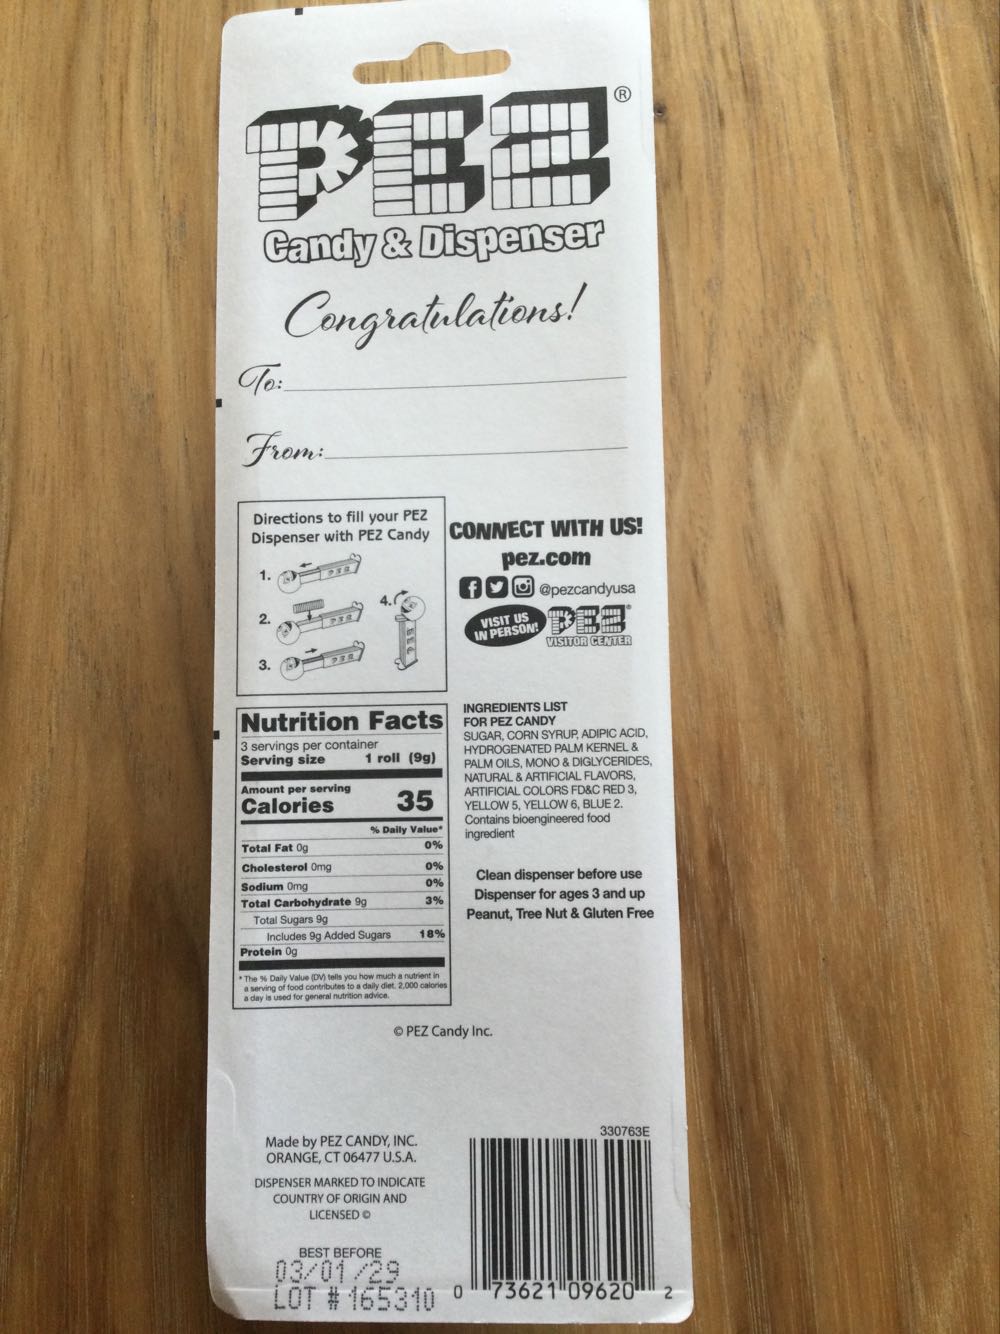 PEZ®
Candy & Dispenser
Congratulations!
To:
From:
Directions to fill your PEZ
Dispenser with PEZ Candy
1.
PEZ
2.
PEZ
3.
PEZ
4.
PEZ
CONNECT WITH US!
pez.com
@pezcandyusa
VISIT US
IN PERSON!
PEZ®
VISITOR CENTER
Nutrition Facts
3 servings per container
Serving size 1 roll (9g)
Amount per serving
Calories 35
% Daily Value*
Total Fat 0g 0%
Cholesterol 0mg 0%
Sodium 0mg 0%
Total Carbohydrate 9g 3%
Total Sugars 9g
Includes 9g Added Sugars 18%
Protein 0g
* The % Daily Value (DV) tells you how much a nutrient in
a serving of food contributes to a daily diet. 2,000 calories
a day is used for general nutrition advice.
INGREDIENTS LIST
FOR PEZ CANDY
SUGAR, CORN SYRUP, ADIPIC ACID,
HYDROGENATED PALM KERNEL &
PALM OILS, MONO & DIGLYCERIDES,
NATURAL & ARTIFICIAL FLAVORS,
ARTIFICIAL COLORS FD&C RED 3,
YELLOW 5, YELLOW 6, BLUE 2.
Contains bioengineered food
ingredient
Clean dispenser before use
Dispenser for ages 3 and up
Peanut, Tree Nut & Gluten Free
© PEZ Candy Inc.
Made by PEZ CANDY, INC.
ORANGE, CT 06477 U.S.A.
DISPENSER MARKED TO INDICATE
COUNTRY OF ORIGIN AND
LICENSED ©
BEST BEFORE
03/01/29
LOT # 165310
330763E
0 73621 09620 2